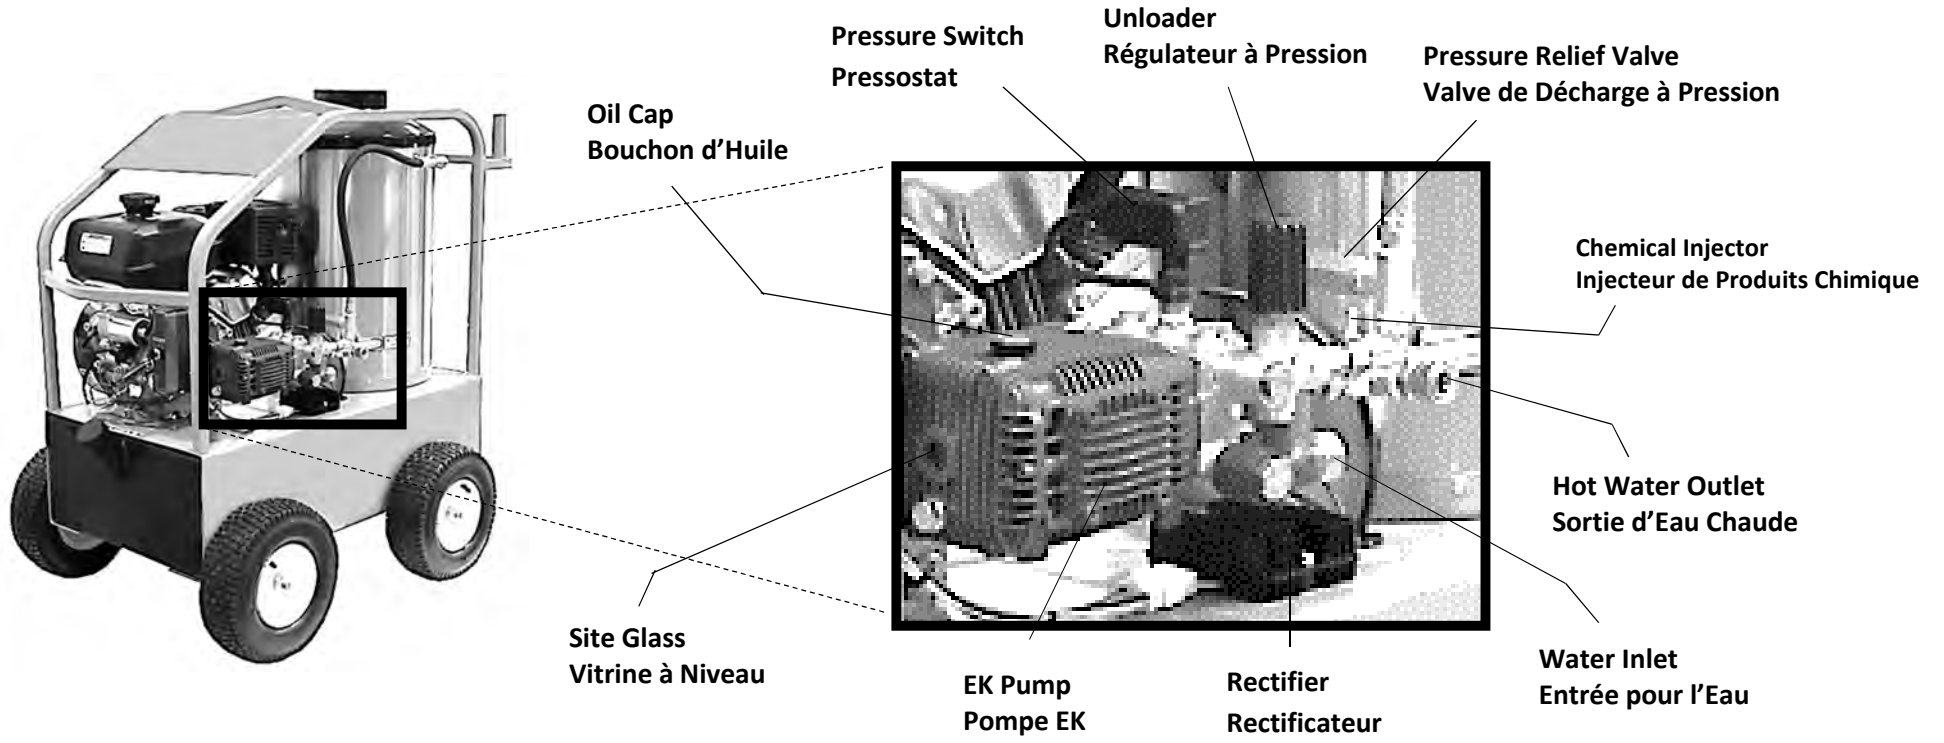 Unloader
Régulateur à Pression
Pressure Switch
Pressostat
Pressure Relief Valve
Valve de Décharge à Pression
Oil Cap
Bouchon d’Huile
Chemical Injector
Injecteur de Produits Chimique
Hot Water Outlet
Sortie d’Eau Chaude
Site Glass
Vitrine à Niveau
Water Inlet
Entrée pour l’Eau
EK Pump
Pompe EK
Rectifier
Rectificateur